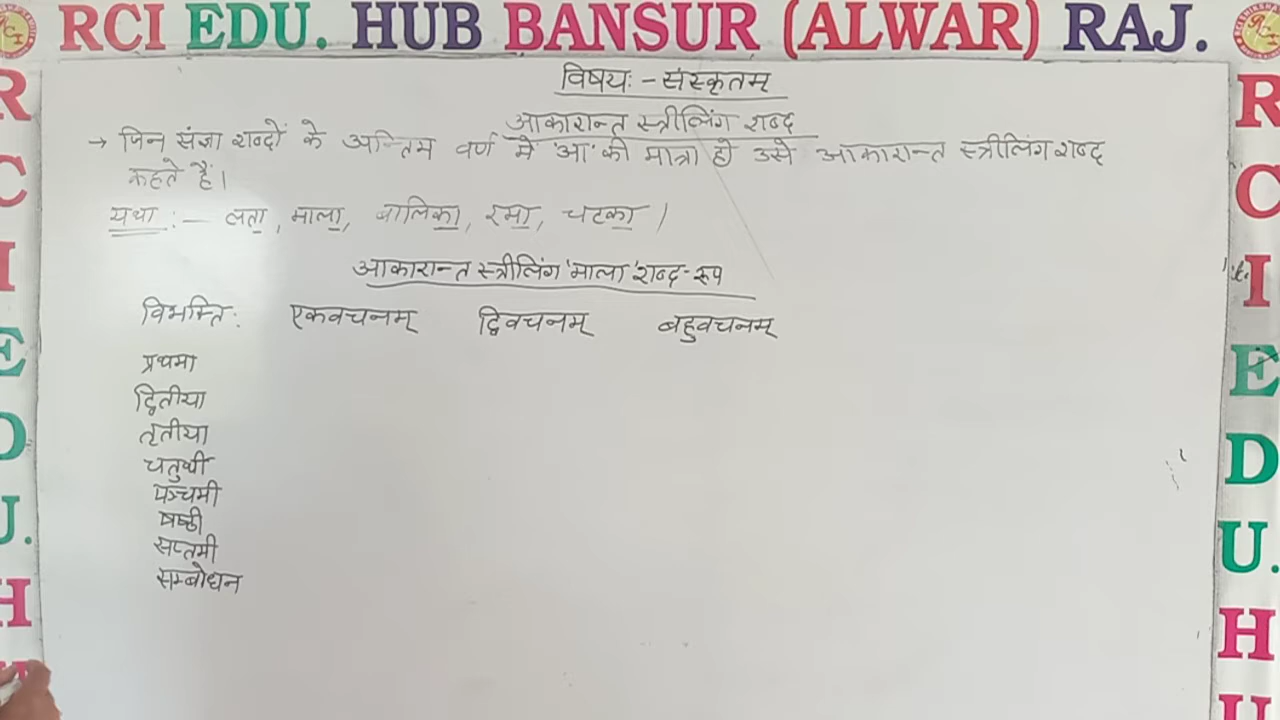 RCI EDU. HUB BANSUR (ALWAR) RAJ.
विषय: - संस्कृतम्
आकारान्त स्त्रीलिंग शब्द
→ जिन संज्ञा शब्दों के अन्तिम वर्ण में 'आ' की मात्रा हो उसे आकारान्त स्त्रीलिंग शब्द
कहते हैं।
यथा :- लता, माला, बालिका, रमा, चटका ।
आकारान्त स्त्रीलिंग 'माला' शब्द-रूप
विभक्ति: एकवचनम् द्विवचनम् बहुवचनम्
प्रथमा
द्वितीया
तृतीया
चतुर्थी
पञ्चमी
षष्ठी
सप्तमी
सम्बोधन
R
C
I
E
D
U.
H
R
C
I
E
D
U.
H
U